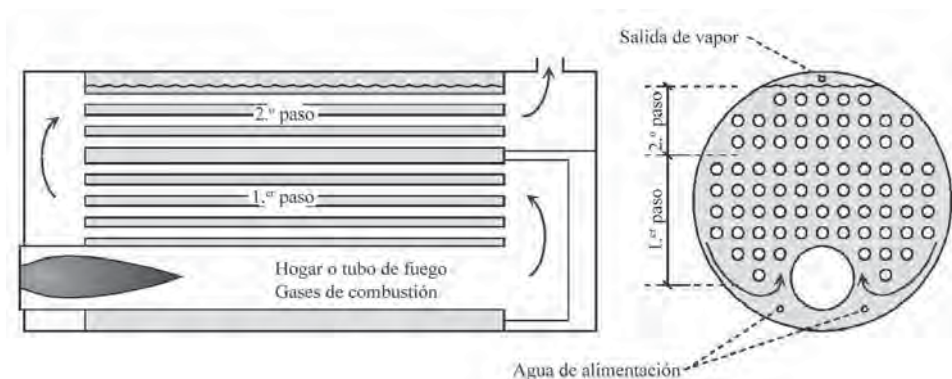 Salida de vapor
2.º paso
2.º paso
1.er paso
1.er paso
Hogar o tubo de fuego
Gases de combustión
Agua de alimentación